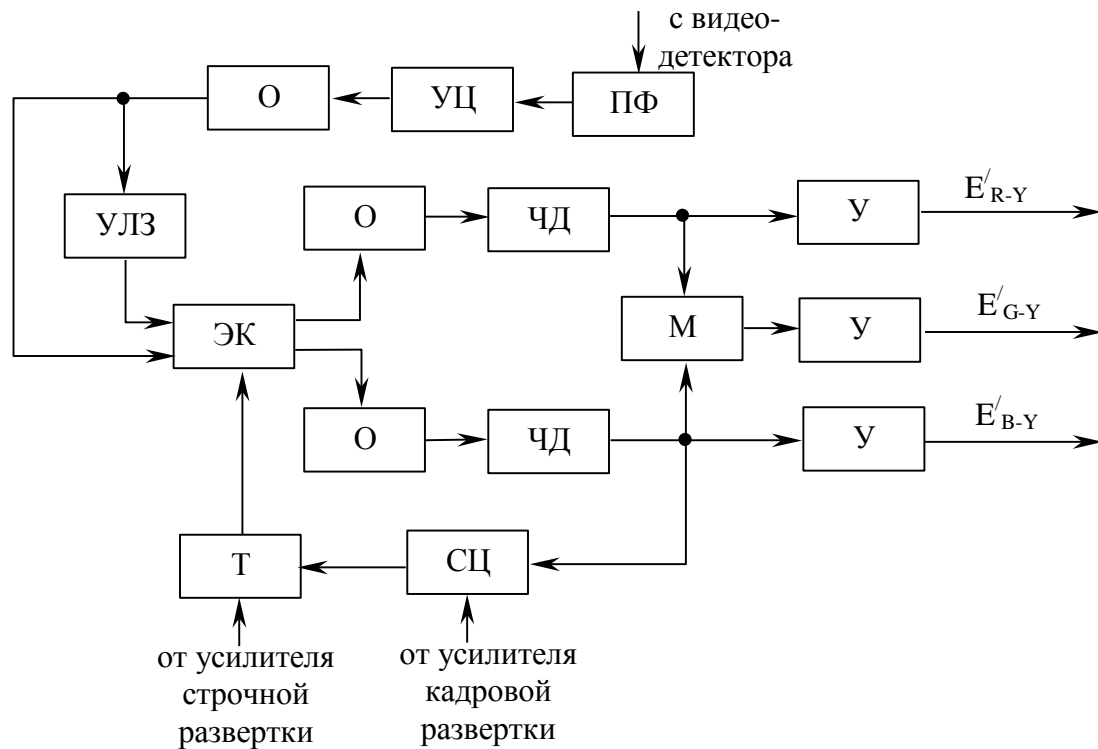 с видео-
детектора
О
УЦ
ПФ
УЛЗ
О
ЧД
У
E′R-Y
ЭК
М
У
E′G-Y
О
ЧД
У
E′B-Y
Т
СЦ
от усилителя
строчной
развертки
от усилителя
кадровой
развертки